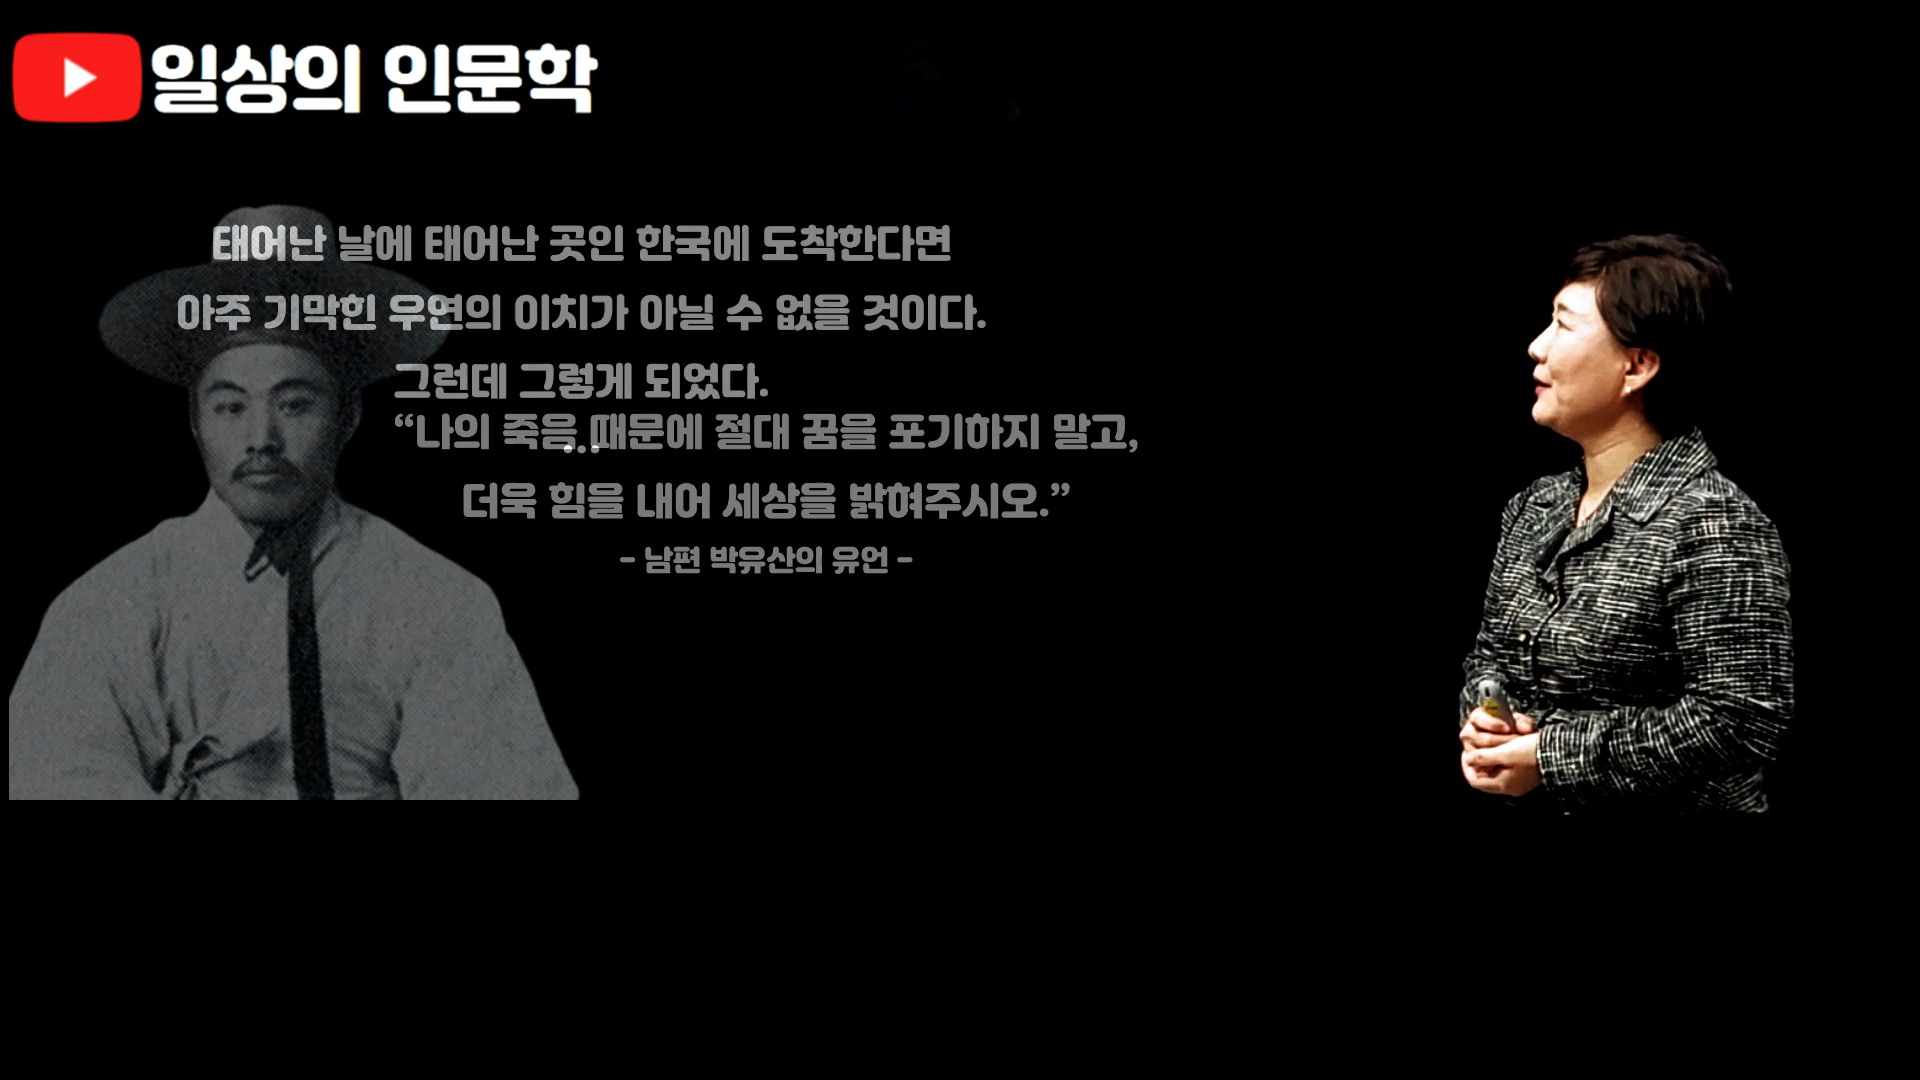 일상의 인문학
태어난 날에 태어난 곳인 한국에 도착한다면
아주 기막힌 우연의 이치가 아닐 수 없을 것이다.
그런데 그렇게 되었다.
“나의 죽음 때문에 절대 꿈을 포기하지 말고,
...
더욱 힘을 내어 세상을 밝혀주시오.”
- 남편 박유산의 유언 -